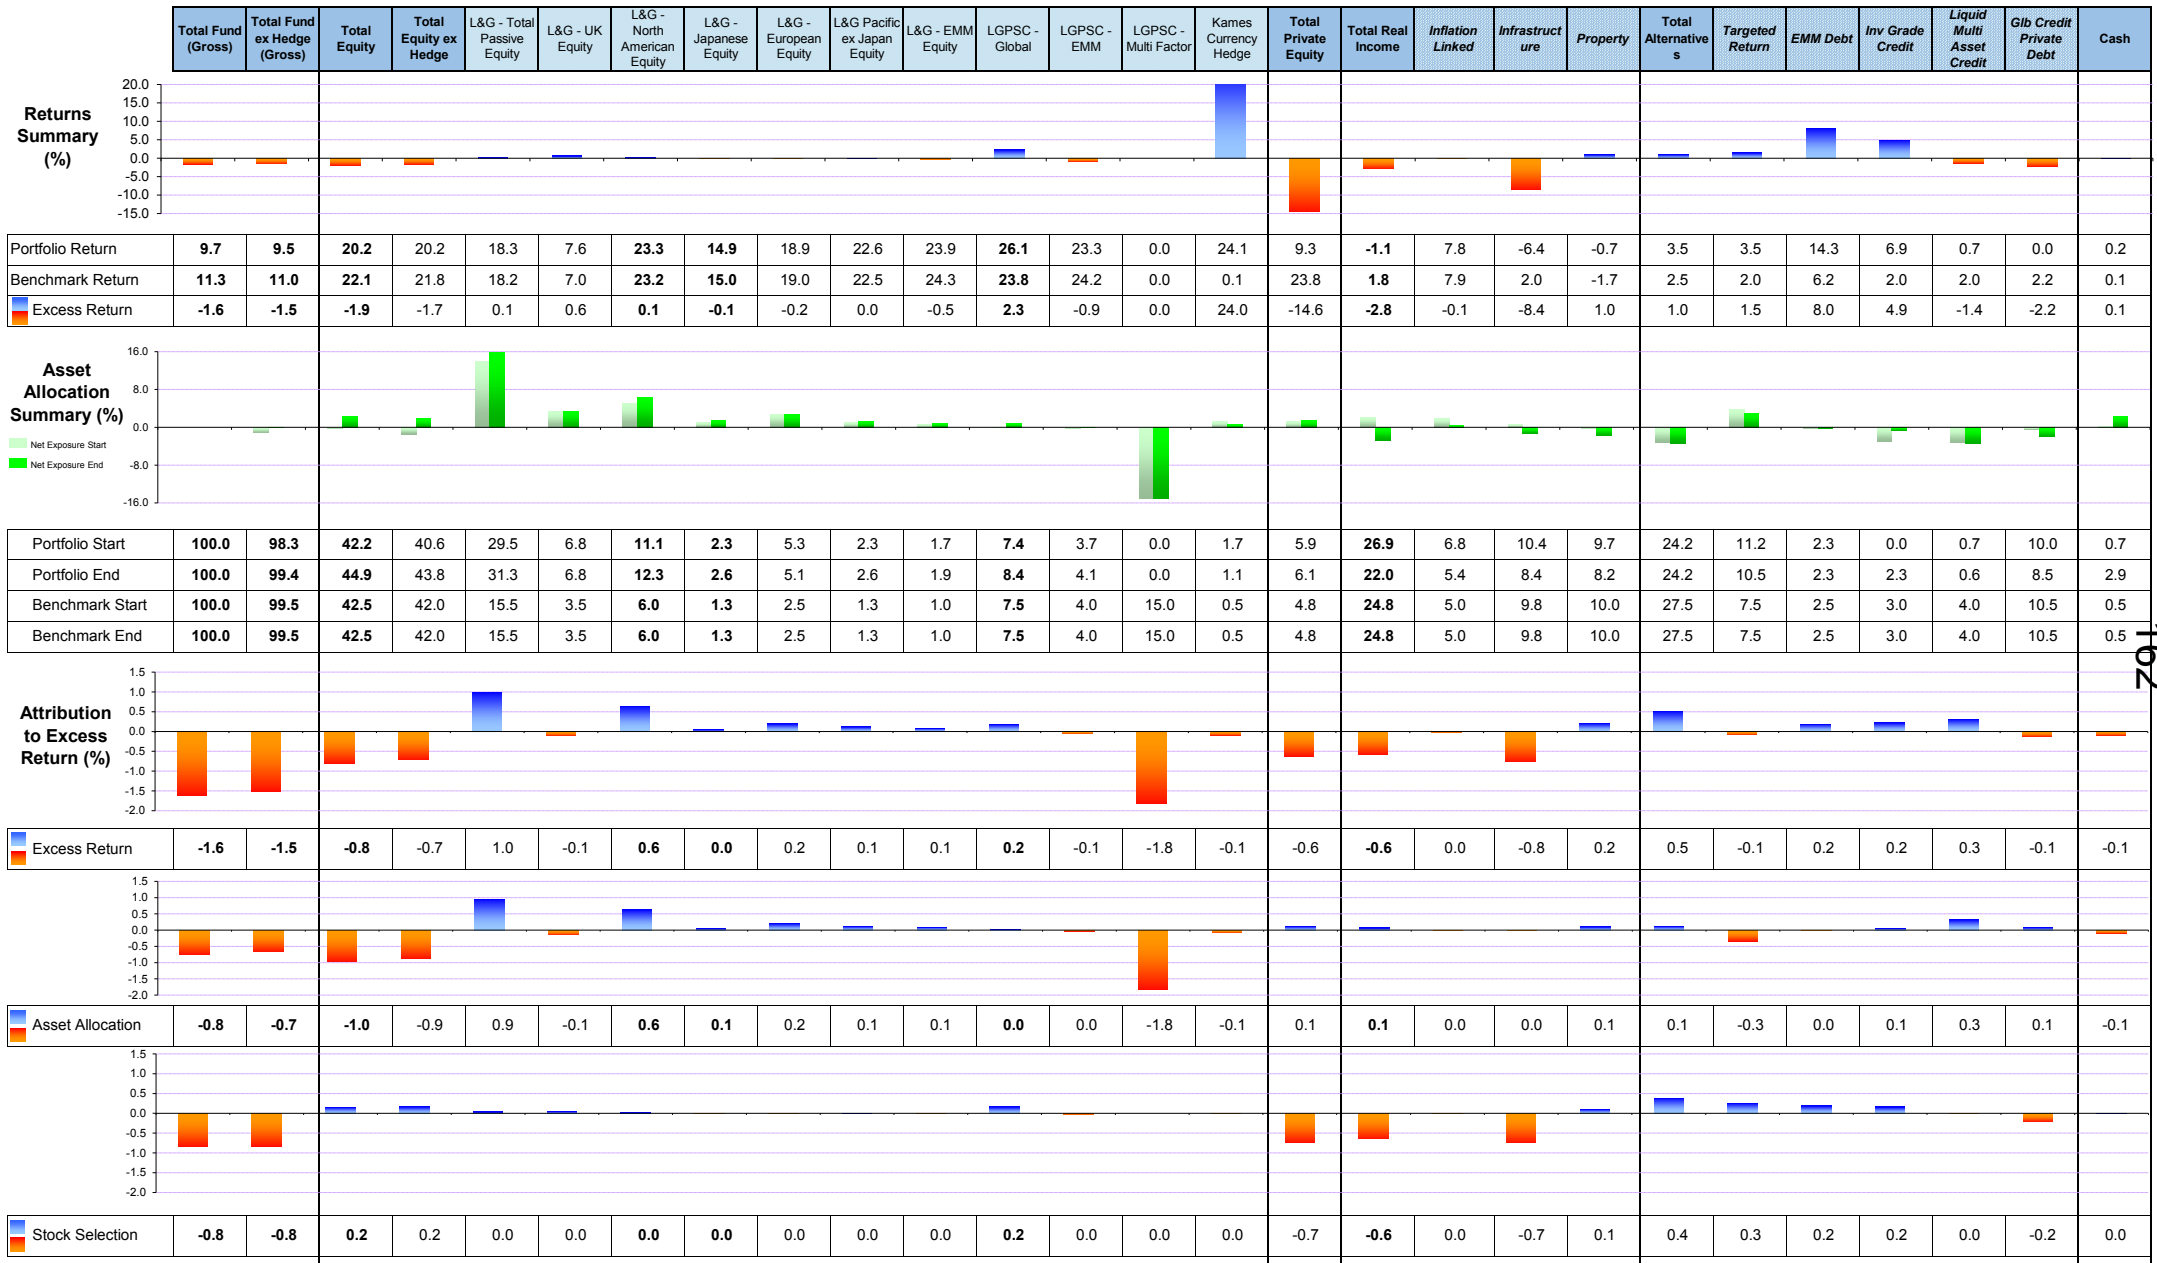 Total Fund (Gross) | Total Fund ex Hedge (Gross) | Total Equity | Total Equity ex Hedge | L&G - Total Passive Equity | L&G - UK Equity | L&G - North American Equity | L&G - Japanese Equity | L&G - European Equity | L&G Pacific ex Japan Equity | L&G - EMM Equity | LGPSC - Global | LGPSC - EMM | LGPSC - Multi Factor | Kames Currency Hedge | Total Private Equity | Total Real Income | Inflation Linked | Infrastruct ure | Property | Total Alternative s | Targeted Return | EMM Debt | Inv Grade Credit | Liquid Multi Asset Credit | Glb Credit Private Debt | Cash
Returns Summary (%)
20.0
15.0
10.0
5.0
0.0
-5.0
-10.0
-15.0
Portfolio Return 9.7 9.5 20.2 20.2 18.3 7.6 23.3 14.9 18.9 22.6 23.9 26.1 23.3 0.0 24.1 9.3 -1.1 7.8 -6.4 -0.7 3.5 3.5 14.3 6.9 0.7 0.0 0.2
Benchmark Return 11.3 11.0 22.1 21.8 18.2 7.0 23.2 15.0 19.0 22.5 24.3 23.8 24.2 0.0 0.1 23.8 1.8 7.9 2.0 -1.7 2.5 2.0 6.2 2.0 2.0 2.2 0.1
Excess Return -1.6 -1.5 -1.9 -1.7 0.1 0.6 0.1 -0.1 -0.2 0.0 -0.5 2.3 -0.9 0.0 24.0 -14.6 -2.8 -0.1 -8.4 1.0 1.0 1.5 8.0 4.9 -1.4 -2.2 0.1
Asset Allocation Summary (%)
Net Exposure Start
Net Exposure End
16.0
8.0
0.0
-8.0
-16.0
Portfolio Start 100.0 98.3 42.2 40.6 29.5 6.8 11.1 2.3 5.3 2.3 1.7 7.4 3.7 0.0 1.7 5.9 26.9 6.8 10.4 9.7 24.2 11.2 2.3 0.0 0.7 10.0 0.7
Portfolio End 100.0 99.4 44.9 43.8 31.3 6.8 12.3 2.6 5.1 2.6 1.9 8.4 4.1 0.0 1.1 6.1 22.0 5.4 8.4 8.2 24.2 10.5 2.3 2.3 0.6 8.5 2.9
Benchmark Start 100.0 99.5 42.5 42.0 15.5 3.5 6.0 1.3 2.5 1.3 1.0 7.5 4.0 15.0 0.5 4.8 24.8 5.0 9.8 10.0 27.5 7.5 2.5 3.0 4.0 10.5 0.5
Benchmark End 100.0 99.5 42.5 42.0 15.5 3.5 6.0 1.3 2.5 1.3 1.0 7.5 4.0 15.0 0.5 4.8 24.8 5.0 9.8 10.0 27.5 7.5 2.5 3.0 4.0 10.5 0.5
Attribution to Excess Return (%)
1.5
1.0
0.5
0.0
-0.5
-1.0
-1.5
-2.0
Excess Return -1.6 -1.5 -0.8 -0.7 1.0 -0.1 0.6 0.0 0.2 0.1 0.1 0.2 -0.1 -1.8 -0.1 -0.6 -0.6 0.0 -0.8 0.2 0.5 -0.1 0.2 0.2 0.3 -0.1 -0.1
1.5
1.0
0.5
0.0
-0.5
-1.0
-1.5
-2.0
Asset Allocation -0.8 -0.7 -1.0 -0.9 0.9 -0.1 0.6 0.1 0.2 0.1 0.1 0.0 0.0 -1.8 -0.1 0.1 0.1 0.0 0.0 0.1 0.1 -0.3 0.0 0.1 0.3 0.1 -0.1
1.5
1.0
0.5
0.0
-0.5
-1.0
-1.5
-2.0
Stock Selection -0.8 -0.8 0.2 0.2 0.0 0.0 0.0 0.0 0.0 0.0 0.0 0.2 0.0 0.0 0.0 -0.7 -0.6 0.0 -0.7 0.1 0.4 0.3 0.2 0.2 0.0 -0.2 0.0